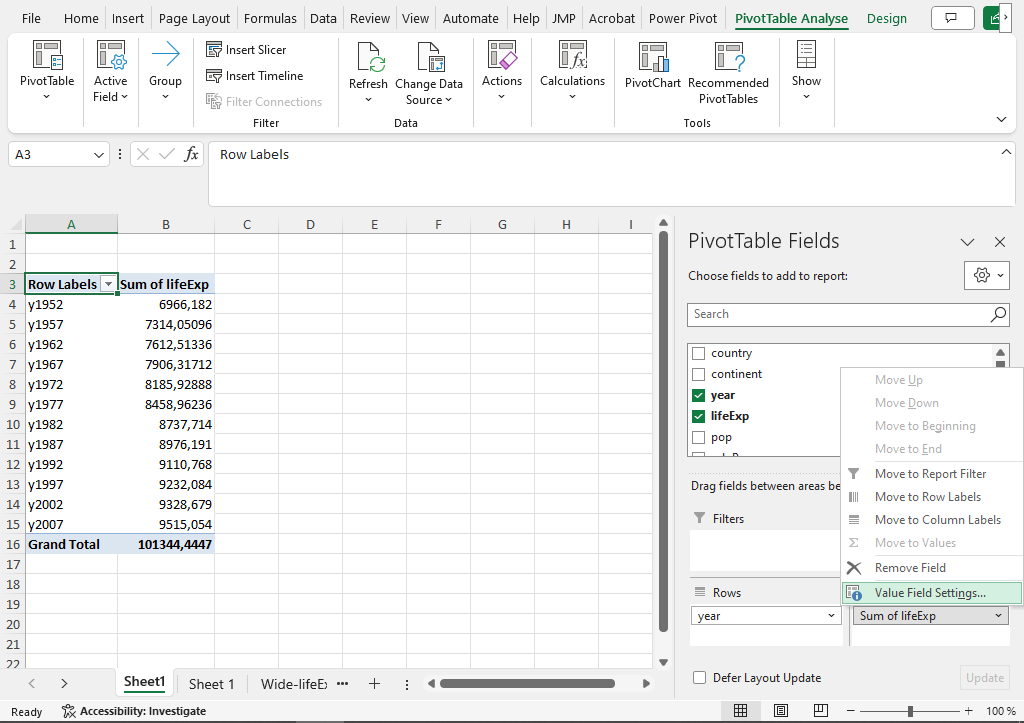 File Home Insert Page Layout Formulas Data Review View Automate Help JMP Acrobat Power Pivot PivotTable Analyse Design
PivotTable
Active Field
Group
Insert Slicer
Insert Timeline
Filter Connections
Filter
Refresh
Change Data Source
Data
Actions
Calculations
PivotChart
Recommended PivotTables
Tools
Show
A3 fx Row Labels
A B C D E F G H I
1
2
3 Row Labels Sum of lifeExp
4 y1952 6966,182
5 y1957 7314,05096
6 y1962 7612,51336
7 y1967 7906,31712
8 y1972 8185,92888
9 y1977 8458,96236
10 y1982 8737,714
11 y1987 8976,191
12 y1992 9110,768
13 y1997 9232,084
14 y2002 9328,679
15 y2007 9515,054
16 Grand Total 101344,4447
17
18
19
20
21
22
PivotTable Fields
Choose fields to add to report:
Search
country
continent
year
lifeExp
pop
Drag fields between areas be
Filters
Rows
year
Sum of lifeExp
Move Up
Move Down
Move to Beginning
Move to End
Move to Report Filter
Move to Row Labels
Move to Column Labels
Σ Move to Values
Remove Field
Value Field Settings...
Defer Layout Update Update
Sheet1 Sheet 1 Wide-lifeE ...
Ready Accessibility: Investigate 100 %